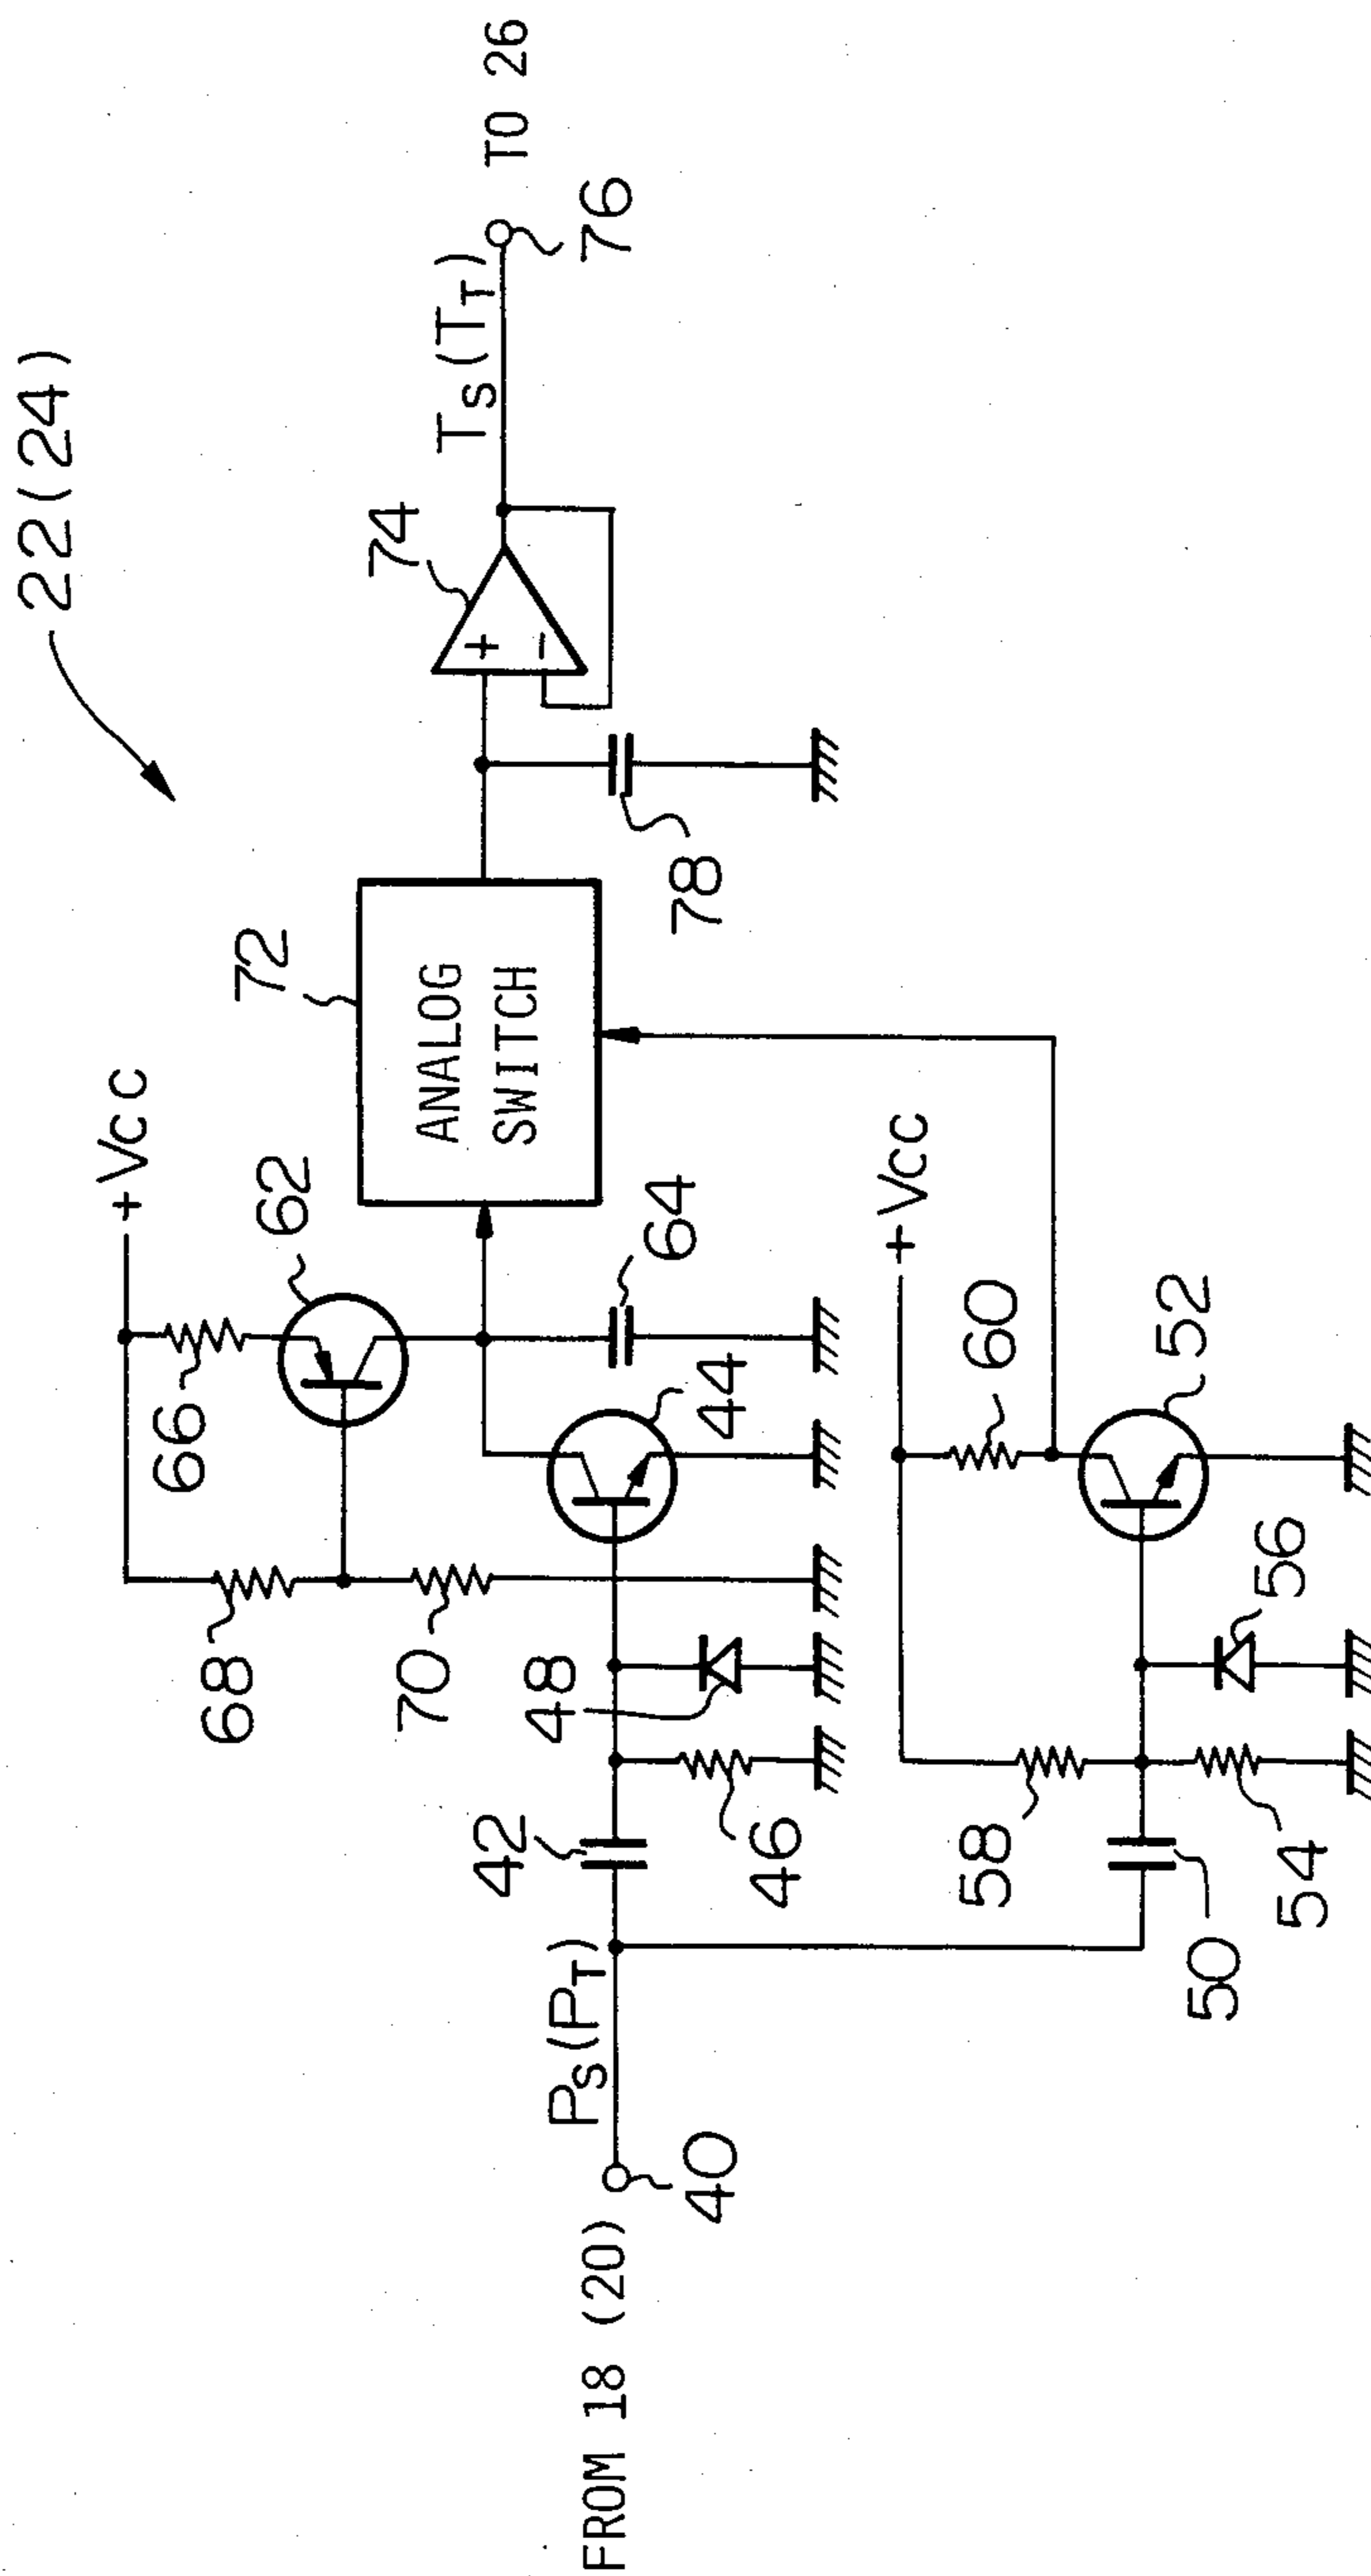 22(24)
+Vcc
62
66
68
70
72
ANALOG
SWITCH
74
Ts(TT)
TO 26
76
78
64
44
48
42
46
Ps(PT)
FROM 18 (20)
40
+Vcc
60
52
56
58
54
50